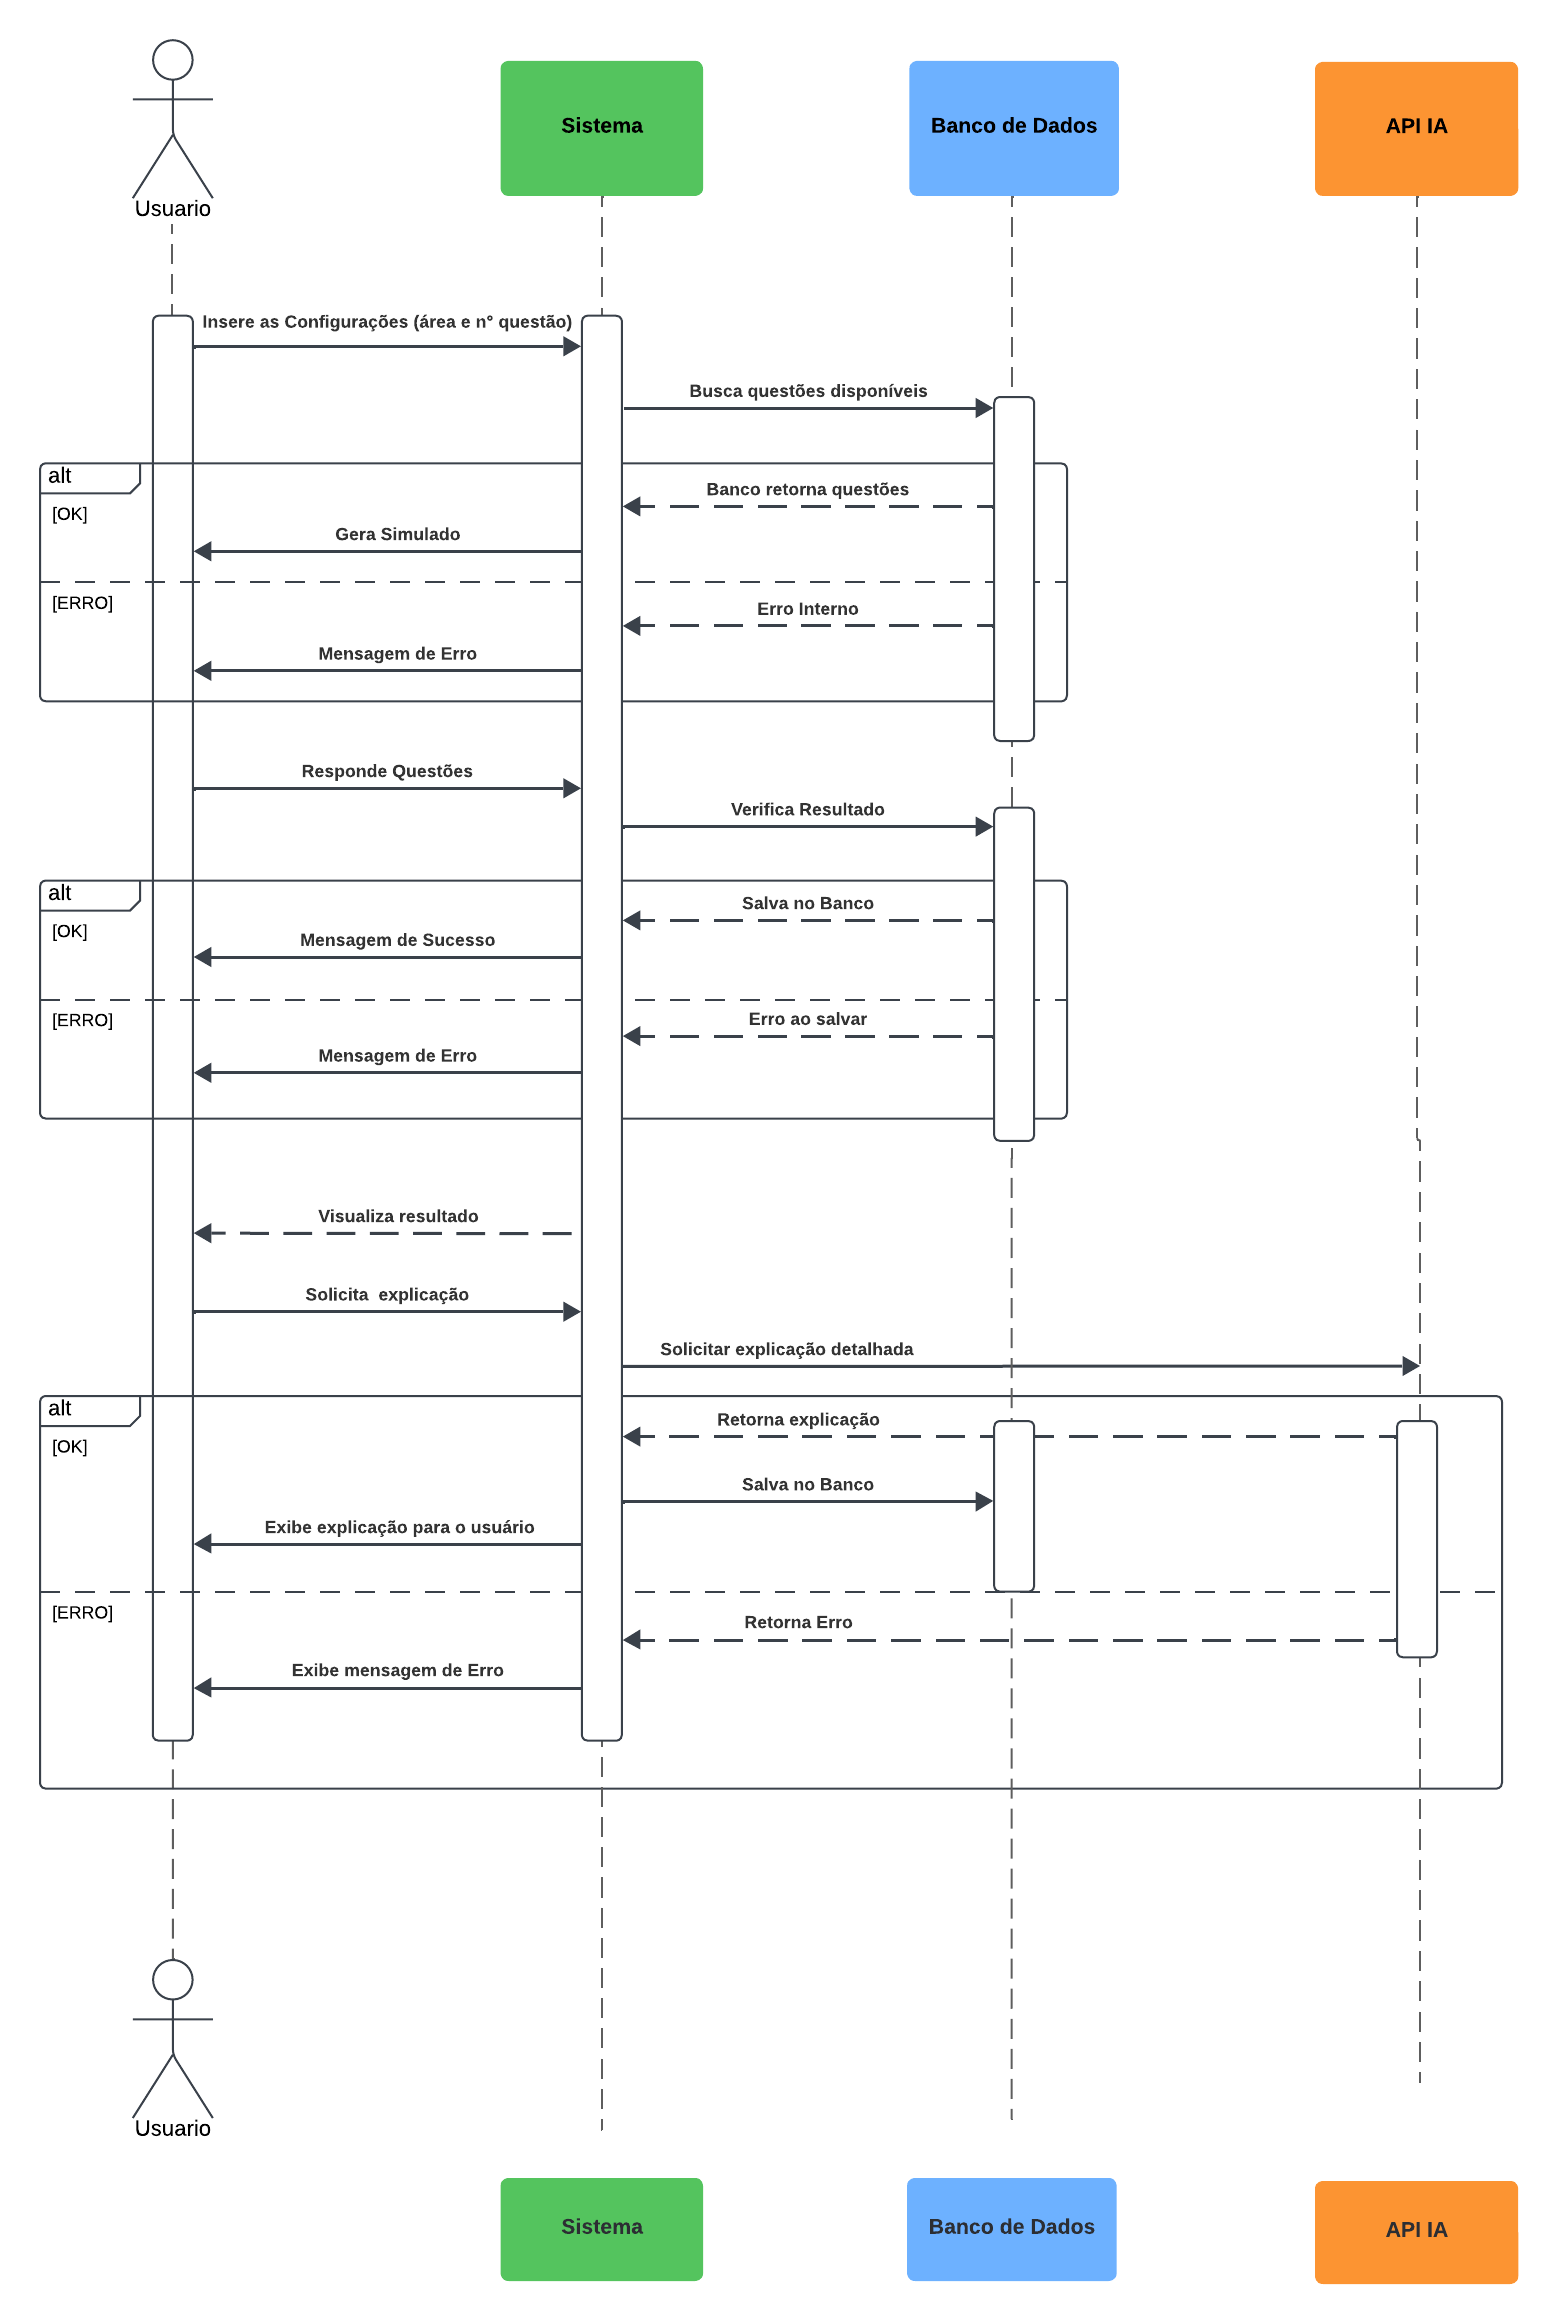 Usuario
Sistema
Banco de Dados
API IA
Insere as Configurações (área e n° questão)
Busca questões disponíveis
alt
[OK]
Banco retorna questões
Gera Simulado
[ERRO]
Erro Interno
Mensagem de Erro
Responde Questões
Verifica Resultado
alt
[OK]
Salva no Banco
Mensagem de Sucesso
[ERRO]
Erro ao salvar
Mensagem de Erro
Visualiza resultado
Solicita  explicação
Solicitar explicação detalhada
alt
[OK]
Retorna explicação
Salva no Banco
Exibe explicação para o usuário
[ERRO]
Retorna Erro
Exibe mensagem de Erro
Usuario
Sistema
Banco de Dados
API IA